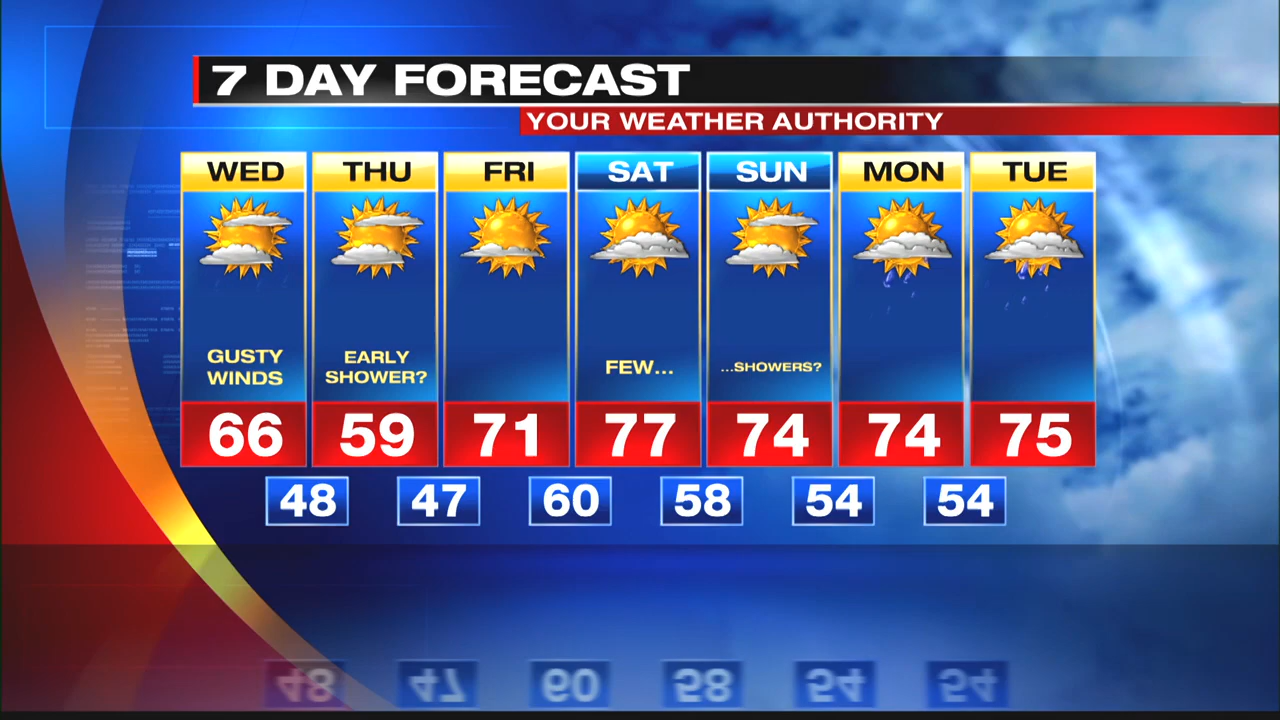 7 DAY FORECAST
YOUR WEATHER AUTHORITY
WED THU FRI SAT SUN MON TUE
GUSTY
WINDS
EARLY
SHOWER?
FEW...
...SHOWERS?
66 59 71 77 74 74 75
48 47 60 58 54 54